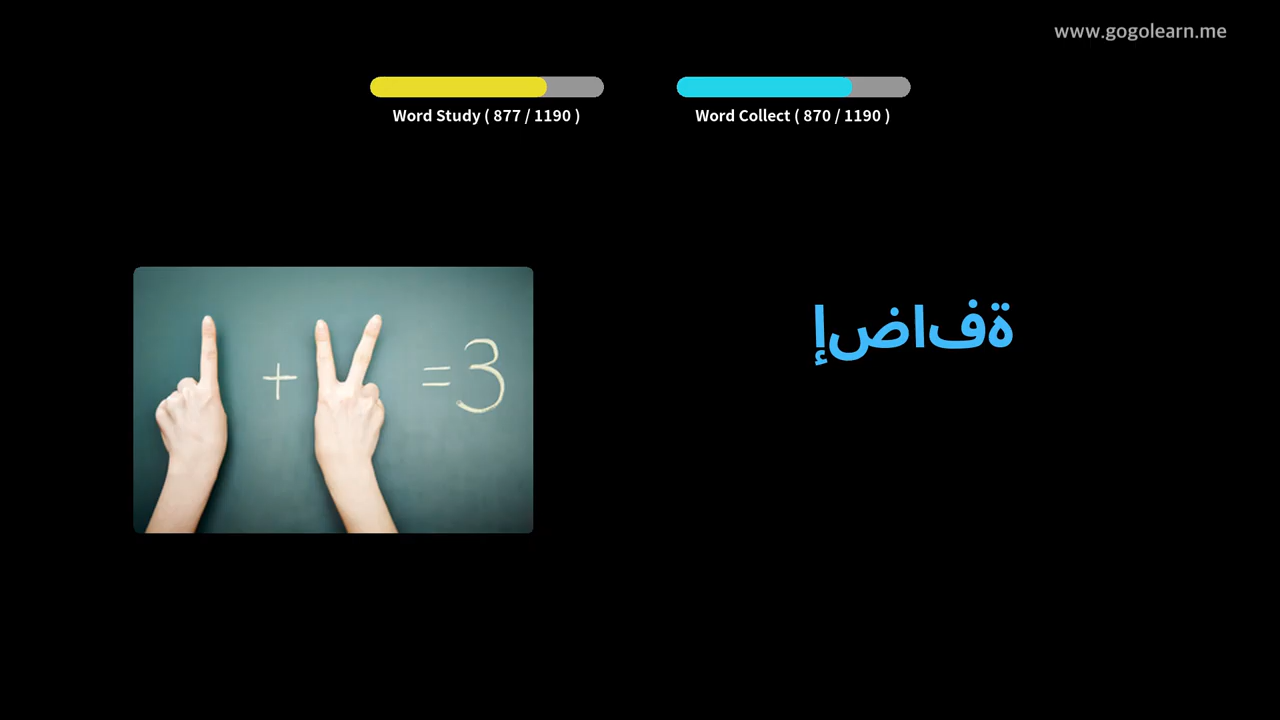 www.gogolearn.me
Word Study ( 877 / 1190 )
Word Collect ( 870 / 1190 )
ةفاضإ
+ =3